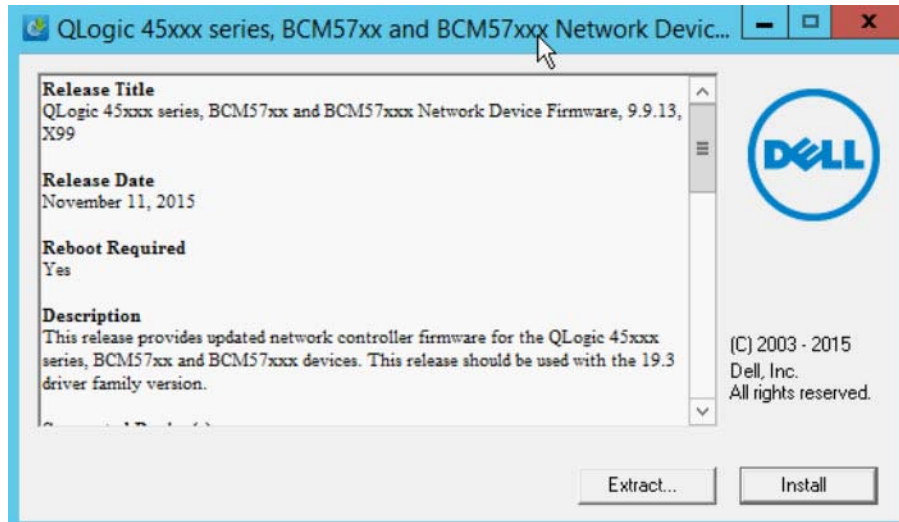 QLogic 45xxx series, BCM57xx and BCM57xxx Network Devic...
Release Title
QLogic 45xxx series, BCM57xx and BCM57xxx Network Device Firmware, 9.9.13,
X99
Release Date
November 11, 2015
Reboot Required
Yes
Description
This release provides updated network controller firmware for the QLogic 45xxx
series, BCM57xx and BCM57xxx devices. This release should be used with the 19.3
driver family version.
DELL
(C) 2003 - 2015
Dell, Inc.
All rights reserved.
Extract...
Install